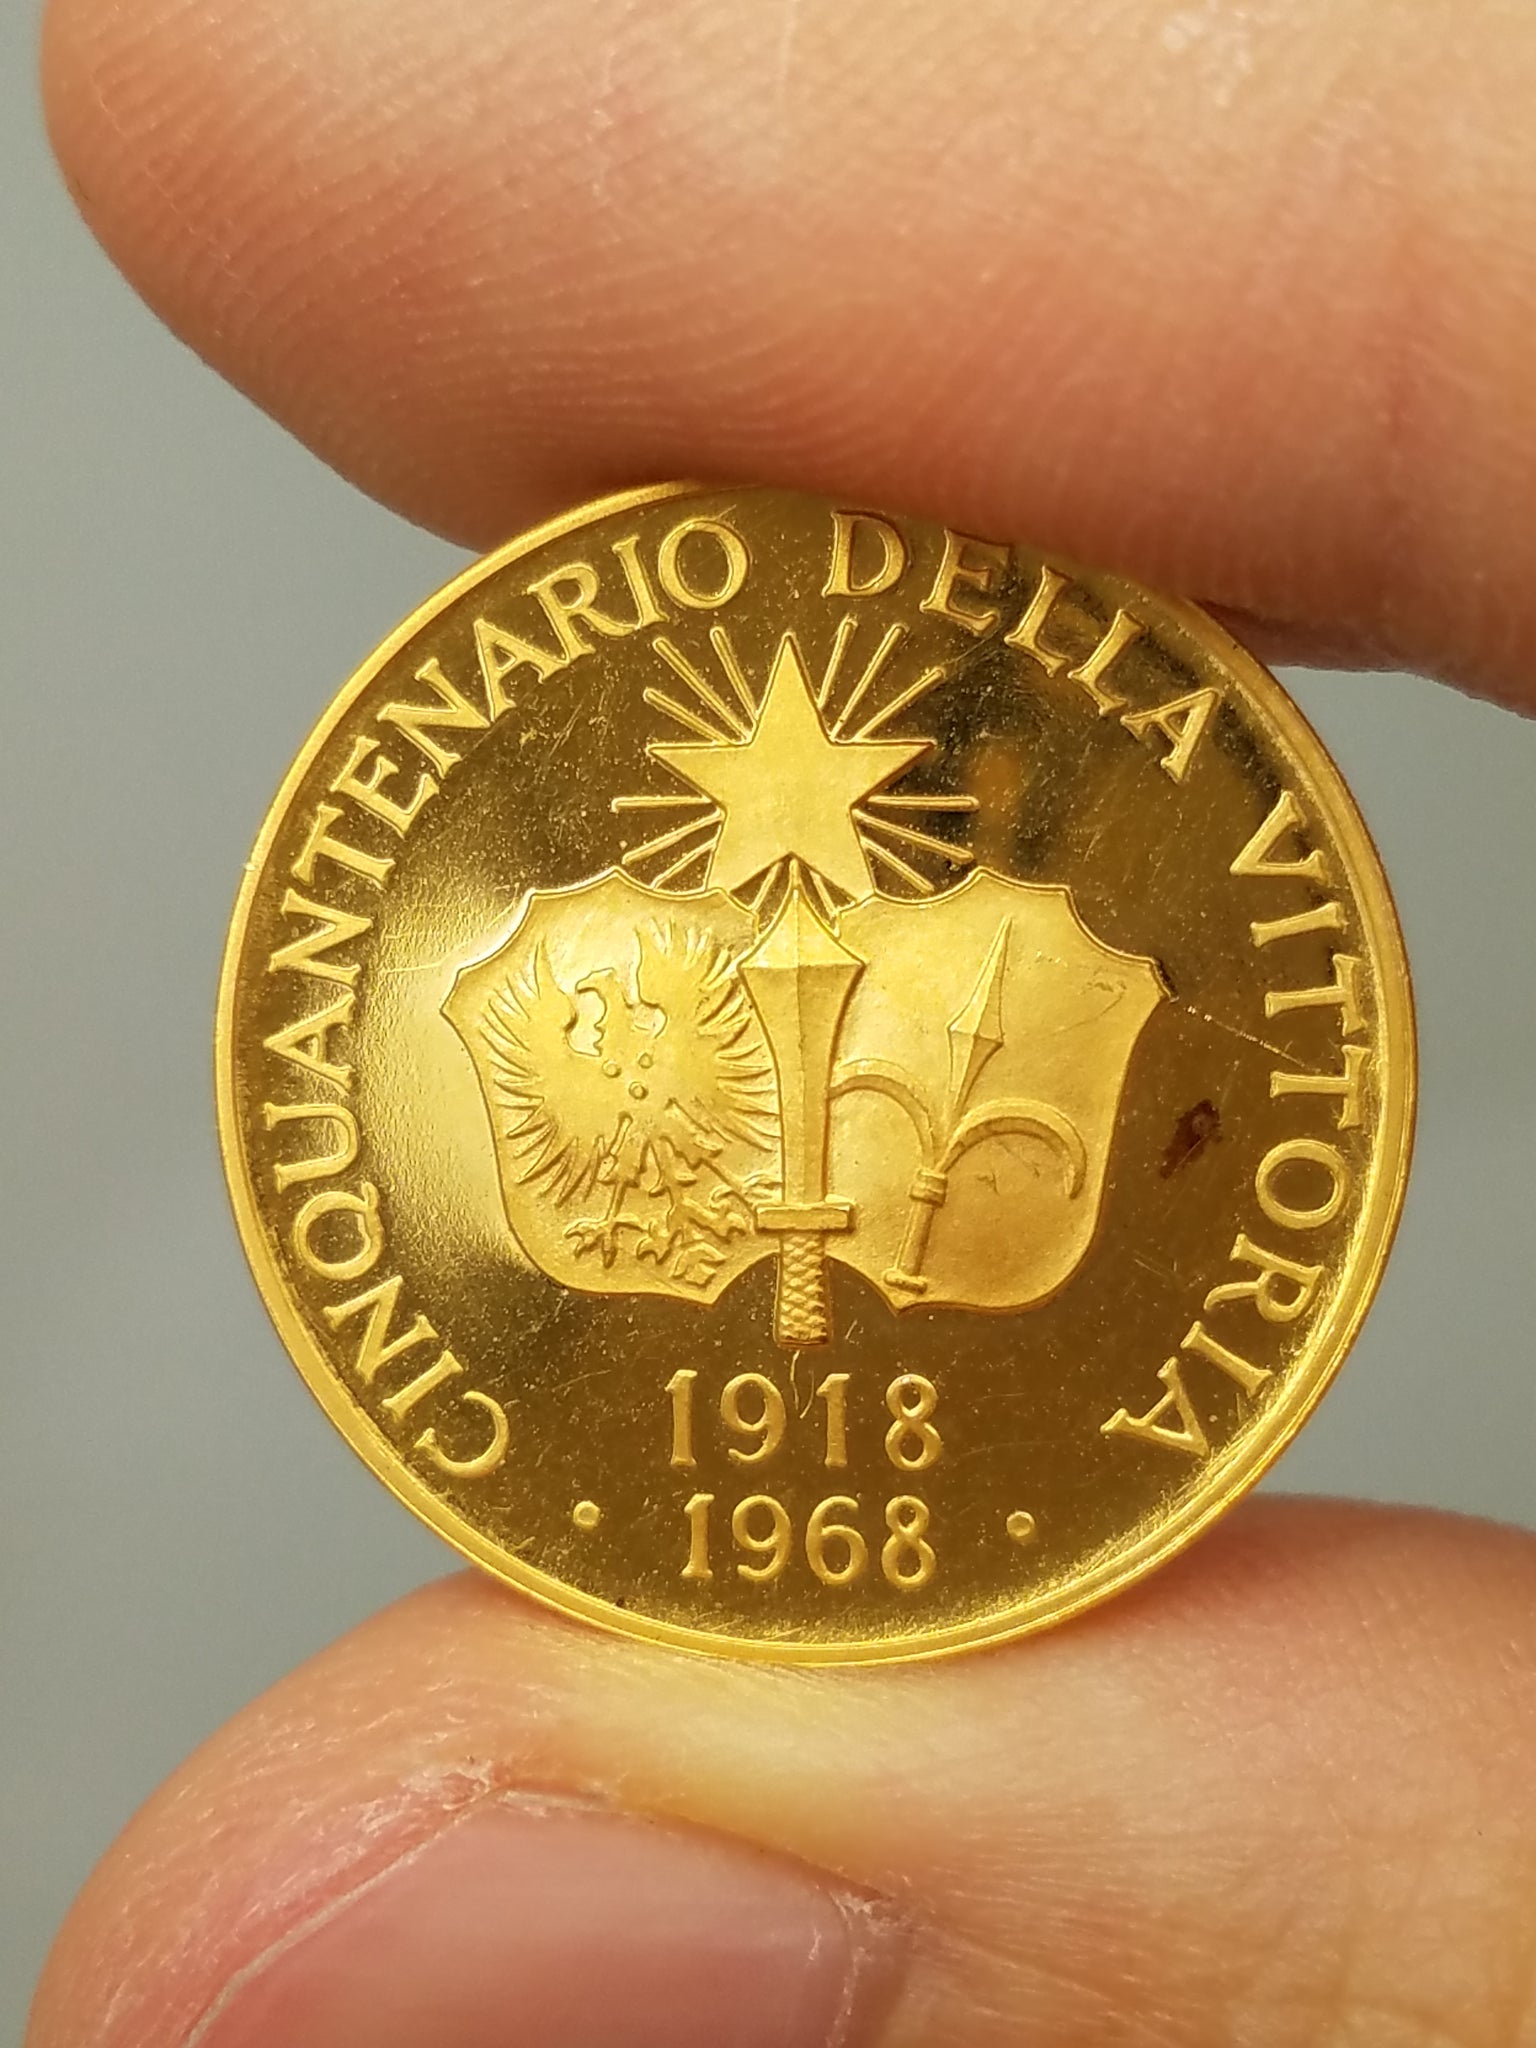 CINQUANTENARIO DELLA VITTORIA
1918
• 1968 •